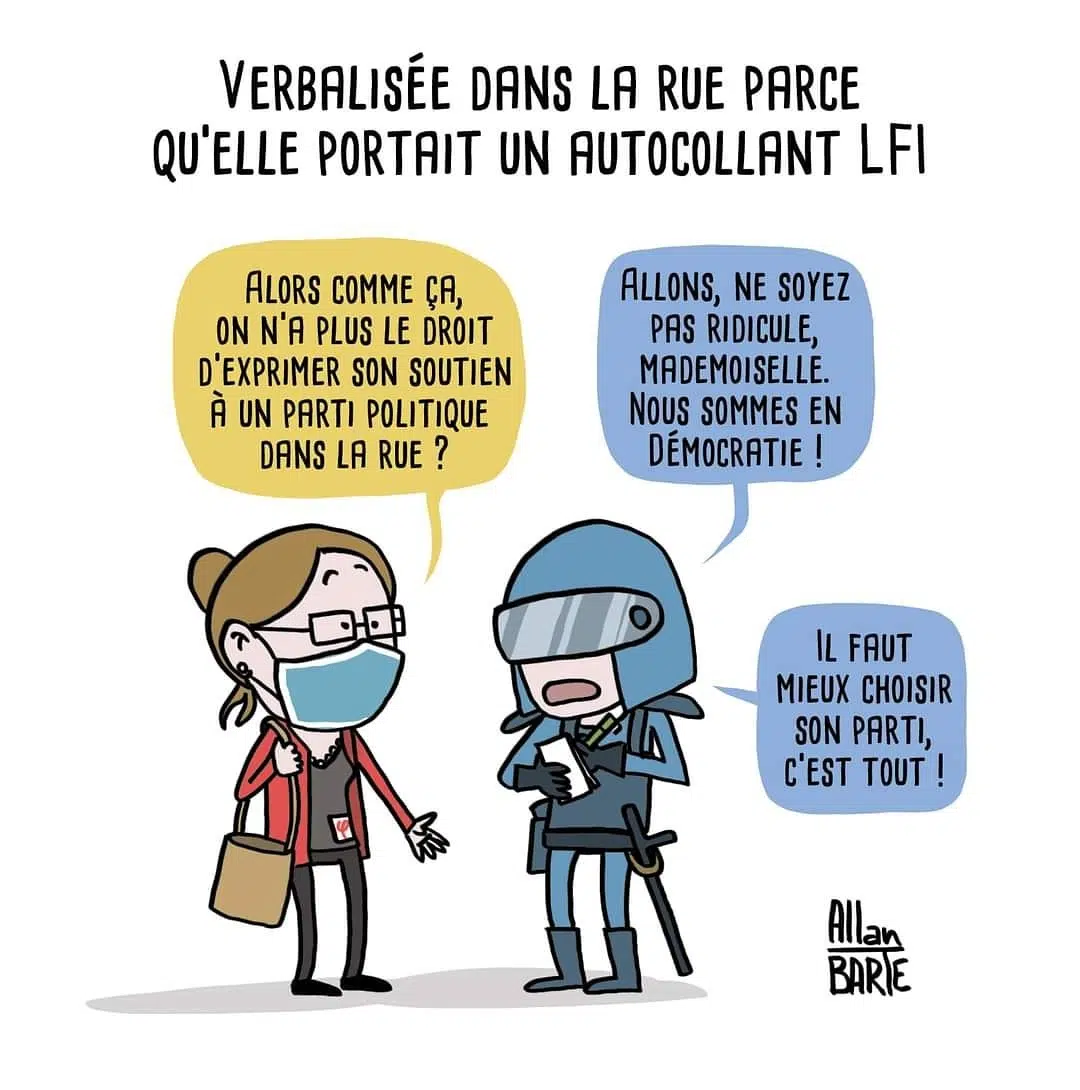 VERBALISÉE DANS LA RUE PARCE
QU'ELLE PORTAIT UN AUTOCOLLANT LFI
ALORS COMME ÇA,
ON N'A PLUS LE DROIT
D'EXPRIMER SON SOUTIEN
À UN PARTI POLITIQUE
DANS LA RUE ?
ALLONS, NE SOYEZ
PAS RIDICULE,
MADEMOISELLE.
NOUS SOMMES EN
DÉMOCRATIE !
IL FAUT
MIEUX CHOISIR
SON PARTI,
C'EST TOUT !
φ
Allan
BARTE